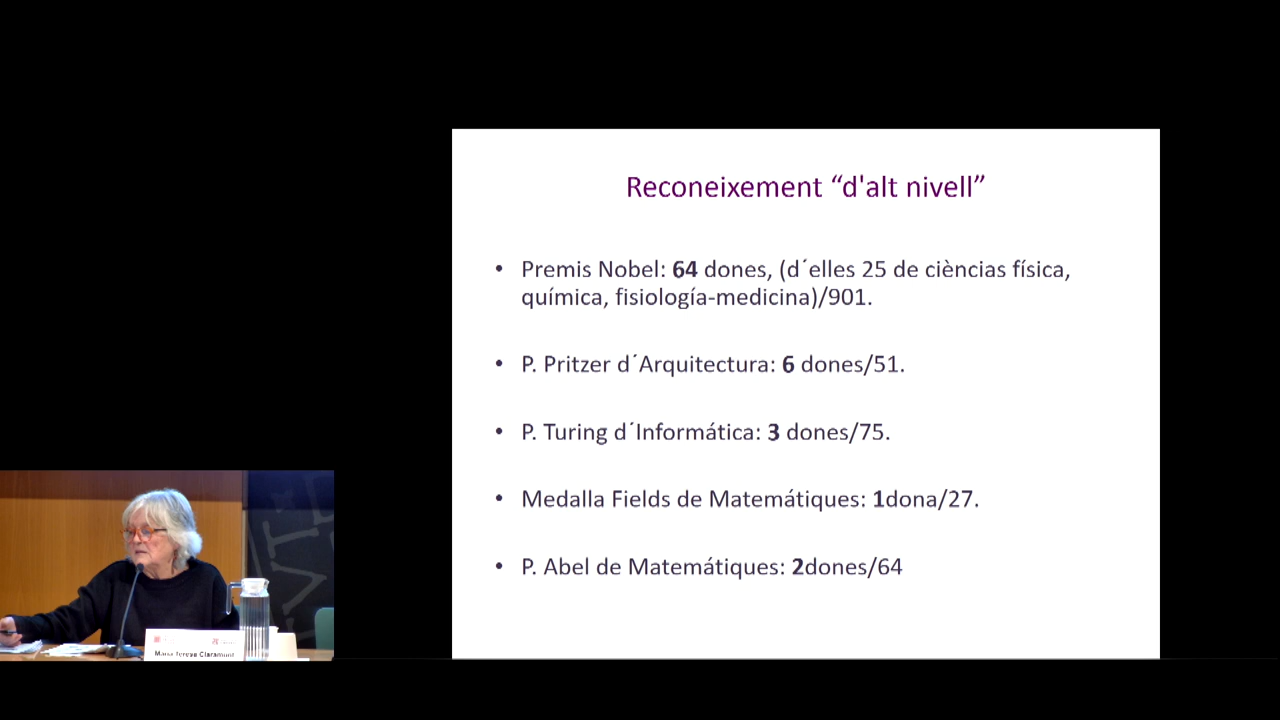 Reconeixement “d'alt nivell”
• Premis Nobel: 64 dones, (d´elles 25 de cièncias física,
química, fisiología-medicina)/901.
• P. Pritzer d´Arquitectura: 6 dones/51.
• P. Turing d´Informática: 3 dones/75.
• Medalla Fields de Matemátiques: 1dona/27.
• P. Abel de Matemátiques: 2dones/64
Maria Teresa Claramunt